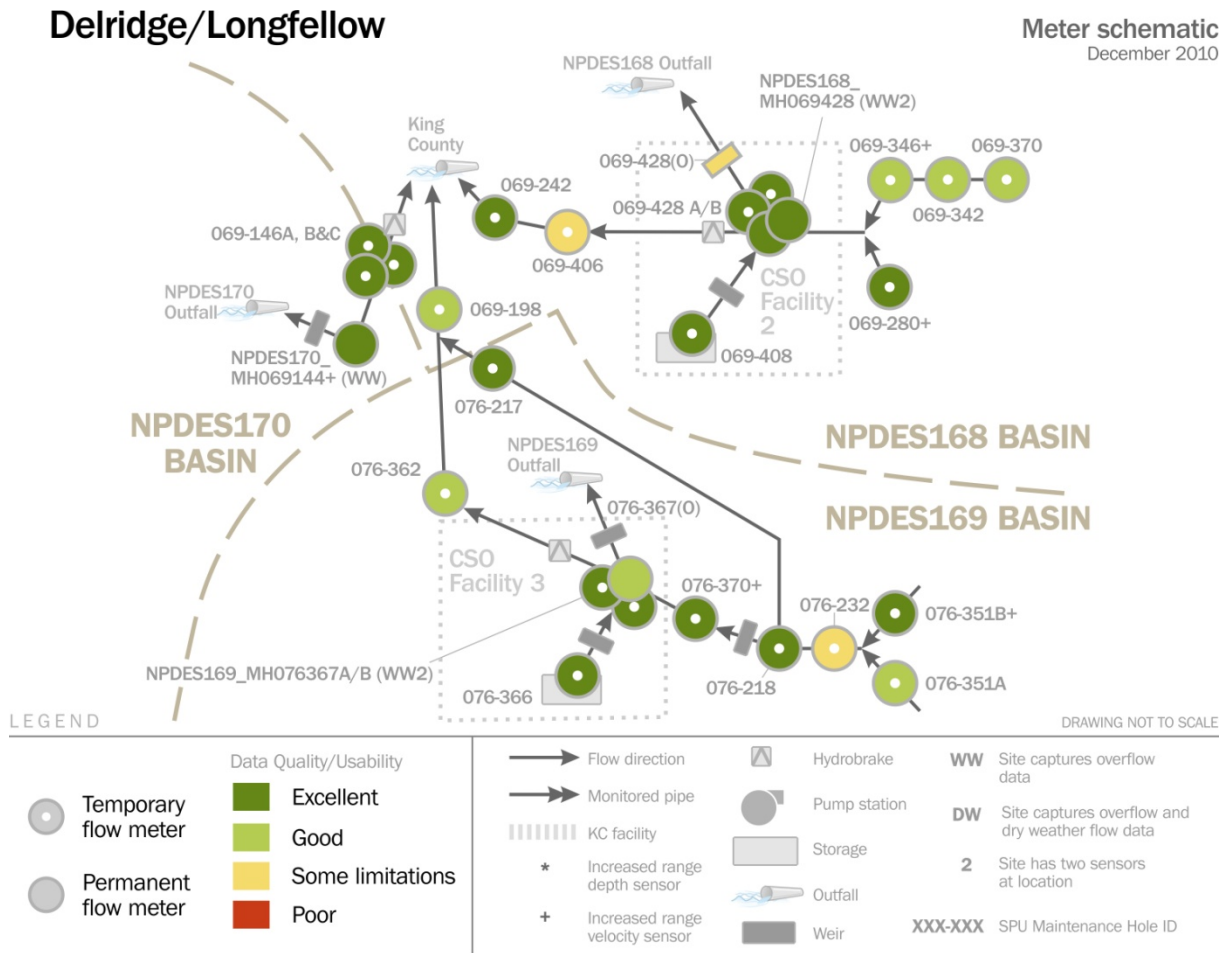 Delridge/Longfellow
Meter schematic
December 2010
NPDES168 Outfall
NPDES168_
MH069428 (WW2)
King
County
069-242
069-428(O)
069-346+
069-370
069-342
069-428 A/B
069-146A, B&C
069-406
CSO
Facility
2
NPDES170
Outfall
069-198
069-280+
069-408
NPDES170_
MH069144+ (WW)
076-217
NPDES170
BASIN
NPDES168 BASIN
NPDES169
Outfall
076-362
076-367(O)
NPDES169 BASIN
CSO
Facility 3
076-370+
076-232
076-351B+
NPDES169_MH076367A/B (WW2)
076-366
076-218
076-351A
LEGEND
DRAWING NOT TO SCALE
Temporary
flow meter
Permanent
flow meter
Data Quality/Usability
Excellent
Good
Some limitations
Poor
Flow direction
Monitored pipe
KC facility
* Increased range
depth sensor
+ Increased range
velocity sensor
Hydrobrake
Pump station
Storage
Outfall
Weir
WW Site captures overflow
data
DW Site captures overflow and
dry weather flow data
2 Site has two sensors
at location
XXX-XXX SPU Maintenance Hole ID